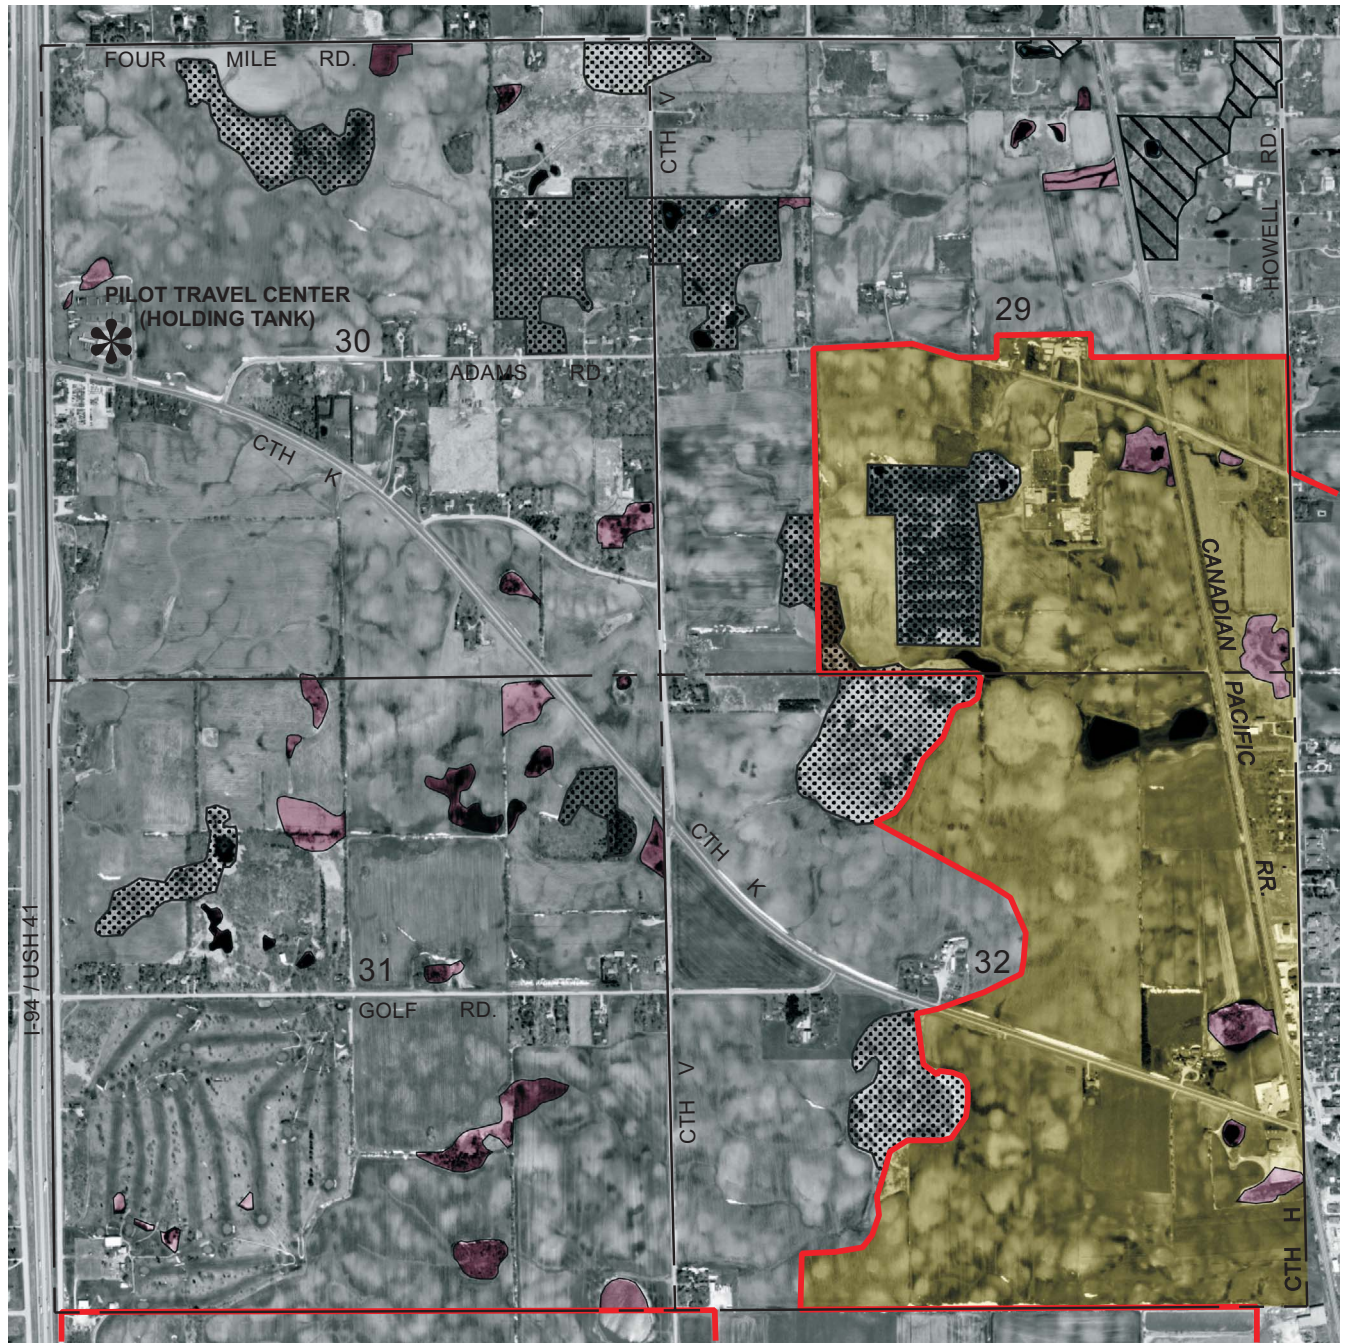 FOUR MILE RD.
CTH V
HOWELL RD.
PILOT TRAVEL CENTER
(HOLDING TANK)
30
29
ADAMS RD.
CTH K
CANADIAN PACIFIC RR.
I-94 / USH 41
CTH K
31
32
GOLF RD.
CTH V
CTH H